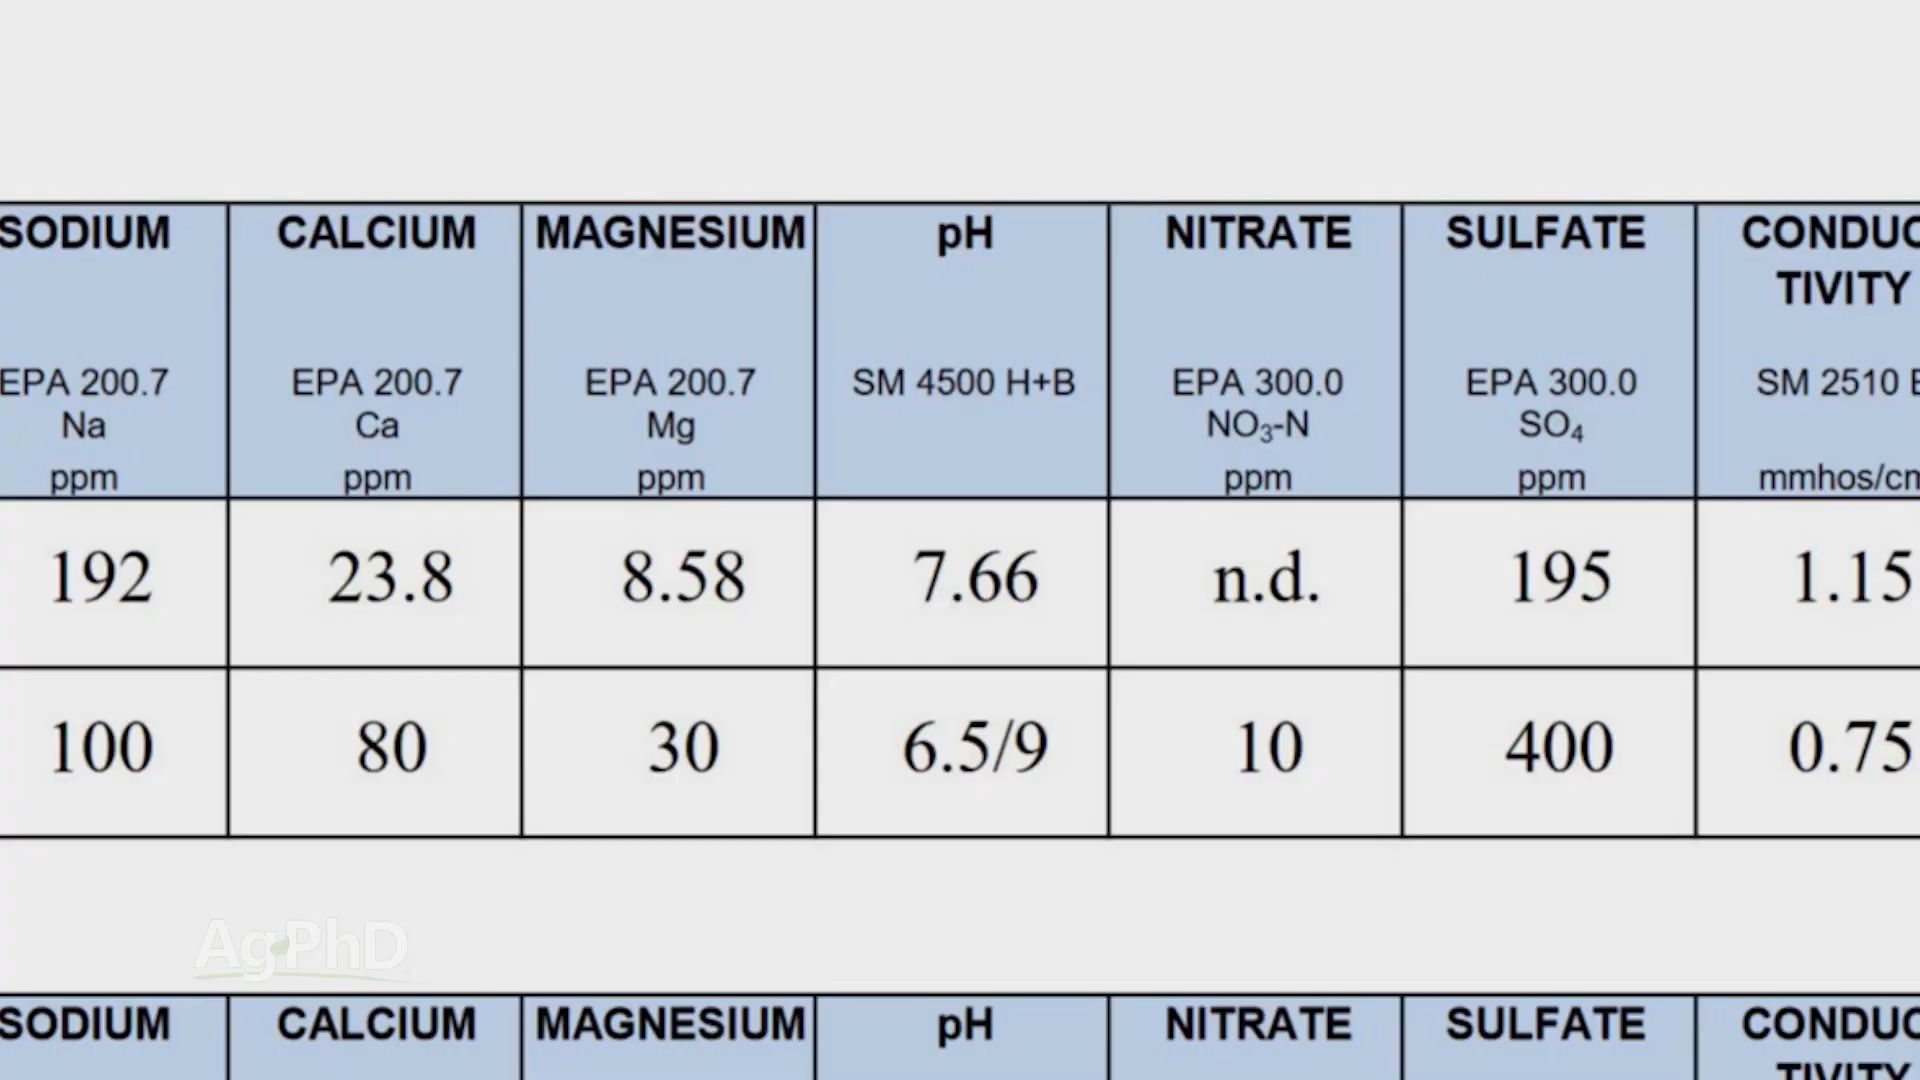 SODIUM CALCIUM MAGNESIUM pH NITRATE SULFATE CONDUC
TIVITY
EPA 200.7 EPA 200.7 EPA 200.7 SM 4500 H+B EPA 300.0 EPA 300.0 SM 2510
Na Ca Mg NO₃-N SO₄
ppm ppm ppm ppm ppm mmhos/cm
192 23.8 8.58 7.66 n.d. 195 1.15
100 80 30 6.5/9 10 400 0.75
AgPhD
SODIUM CALCIUM MAGNESIUM pH NITRATE SULFATE CONDUC
TIVITY